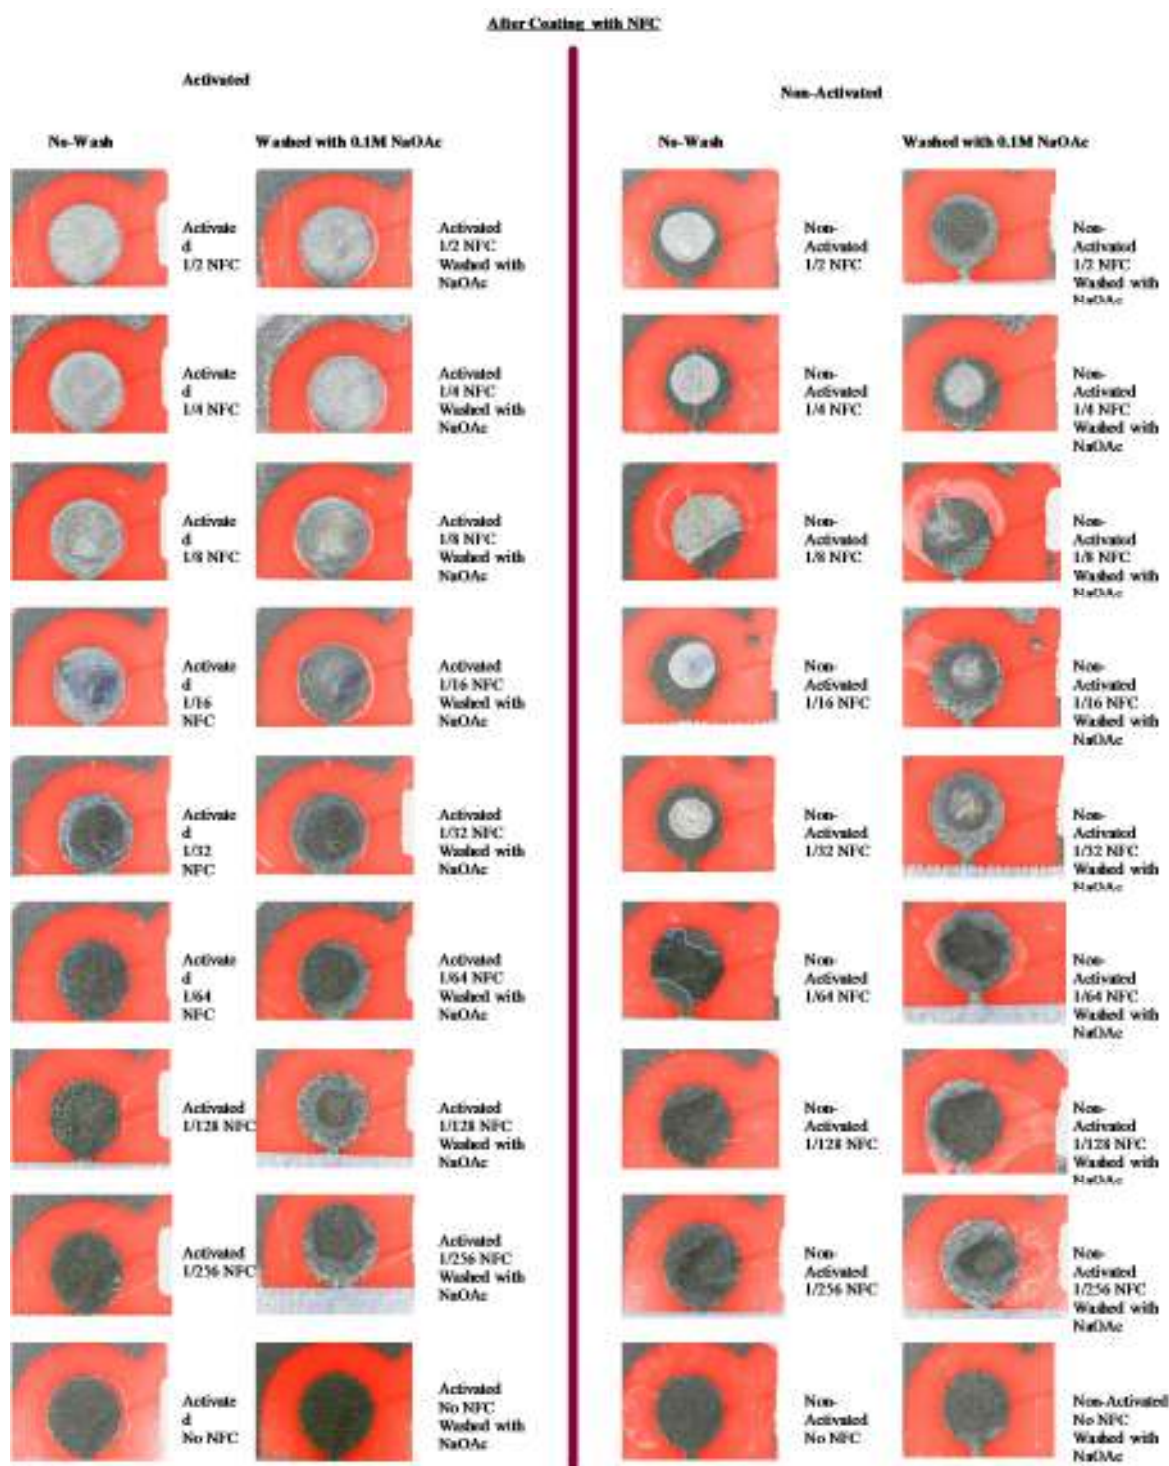 After Coating with NFC
Activated
Non-Activated
No-Wash
Washed with 0.1M NaOAc
No-Wash
Washed with 0.1M NaOAc
Activate
d
1/2 NFC
Activated
1/2 NFC
Washed with
NaOAc
Non-
Activated
1/2 NFC
Non-
Activated
1/2 NFC
Washed with
NaOAc
Activate
d
1/4 NFC
Activated
1/4 NFC
Washed with
NaOAc
Non-
Activated
1/4 NFC
Non-
Activated
1/4 NFC
Washed with
NaOAc
Activate
d
1/8 NFC
Activated
1/8 NFC
Washed with
NaOAc
Non-
Activated
1/8 NFC
Non-
Activated
1/8 NFC
Washed with
NaOAc
Activate
d
1/16
NFC
Activated
1/16 NFC
Washed with
NaOAc
Non-
Activated
1/16 NFC
Non-
Activated
1/16 NFC
Washed with
NaOAc
Activate
d
1/32
NFC
Activated
1/32 NFC
Washed with
NaOAc
Non-
Activated
1/32 NFC
Non-
Activated
1/32 NFC
Washed with
NaOAc
Activate
d
1/64
NFC
Activated
1/64 NFC
Washed with
NaOAc
Non-
Activated
1/64 NFC
Non-
Activated
1/64 NFC
Washed with
NaOAc
Activated
1/128 NFC
Activated
1/128 NFC
Washed with
NaOAc
Non-
Activated
1/128 NFC
Non-
Activated
1/128 NFC
Washed with
NaOAc
Activated
1/256 NFC
Activated
1/256 NFC
Washed with
NaOAc
Non-
Activated
1/256 NFC
Non-
Activated
1/256 NFC
Washed with
NaOAc
Activate
d
No NFC
Activated
No NFC
Washed with
NaOAc
Non-
Activated
No NFC
Non-Activated
No NFC
Washed with
NaOAc